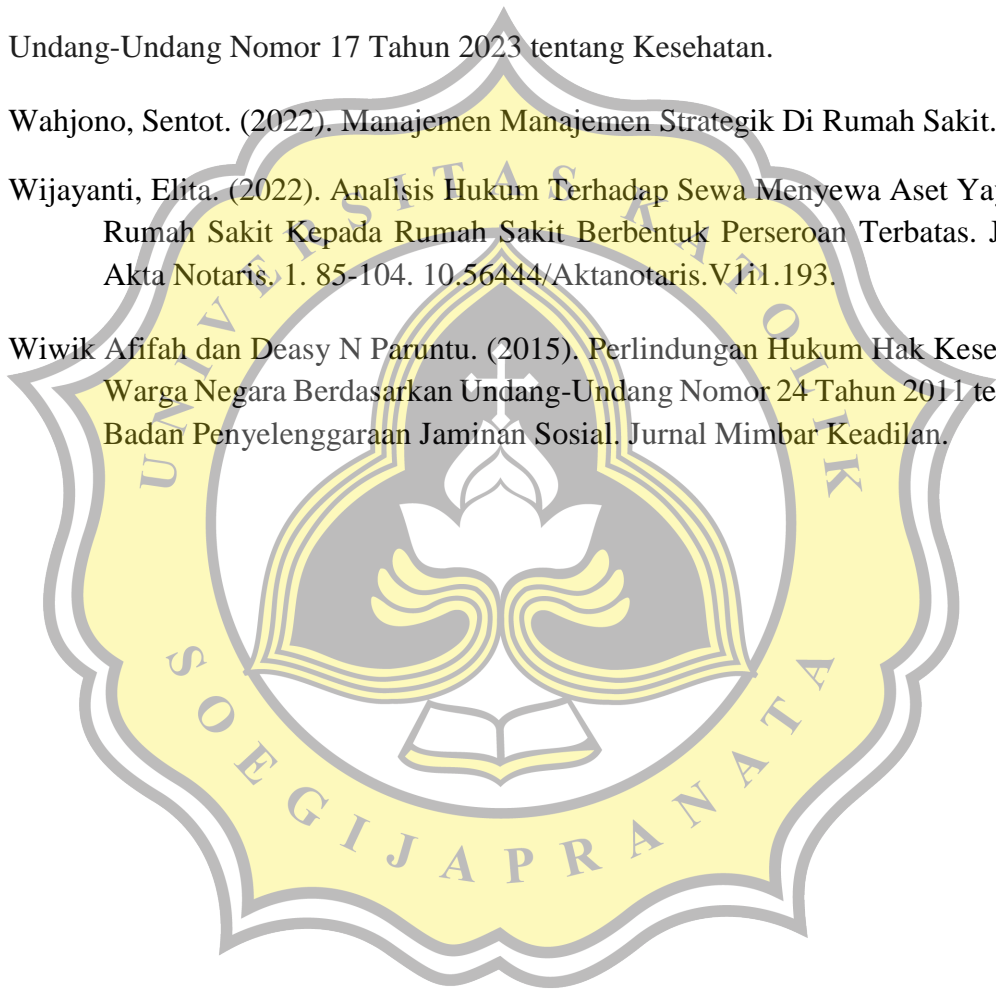 Undang-Undang Nomor 17 Tahun 2023 tentang Kesehatan.
Wahjono, Sentot. (2022). Manajemen Manajemen Strategik Di Rumah Sakit.
Wijayanti, Elita. (2022). Analisis Hukum Terhadap Sewa Menyewa Aset
Rumah Sakit Kepada Rumah Sakit Berbentuk Perseroan Terbatas.
Akta Notaris. 1. 85-104. 10.56444/Aktanotaris.V1i1.193.
Wiwik Afifah dan Deasy N Paruntu. (2015). Perlindungan Hukum Hak
Warga Negara Berdasarkan Undang-Undang Nomor 24 Tahun 2011
Badan Penyelenggaraan Jaminan Sosial. Jurnal Mimbar Keadilan.
UNIVERSITAS KATOLIK
SOEGIJAPRANATA